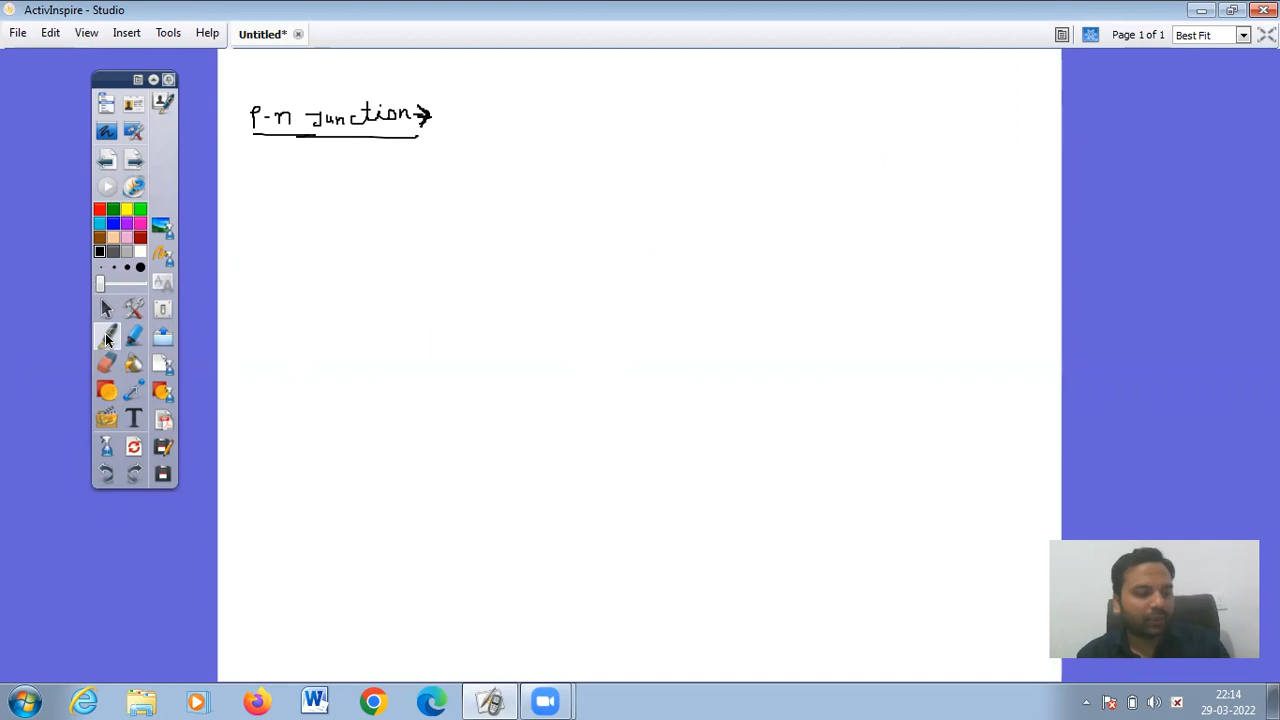 ActivInspire - Studio
File Edit View Insert Tools Help Untitled* Page 1 of 1 Best Fit
P-n Junction→
22:14
29-03-2022